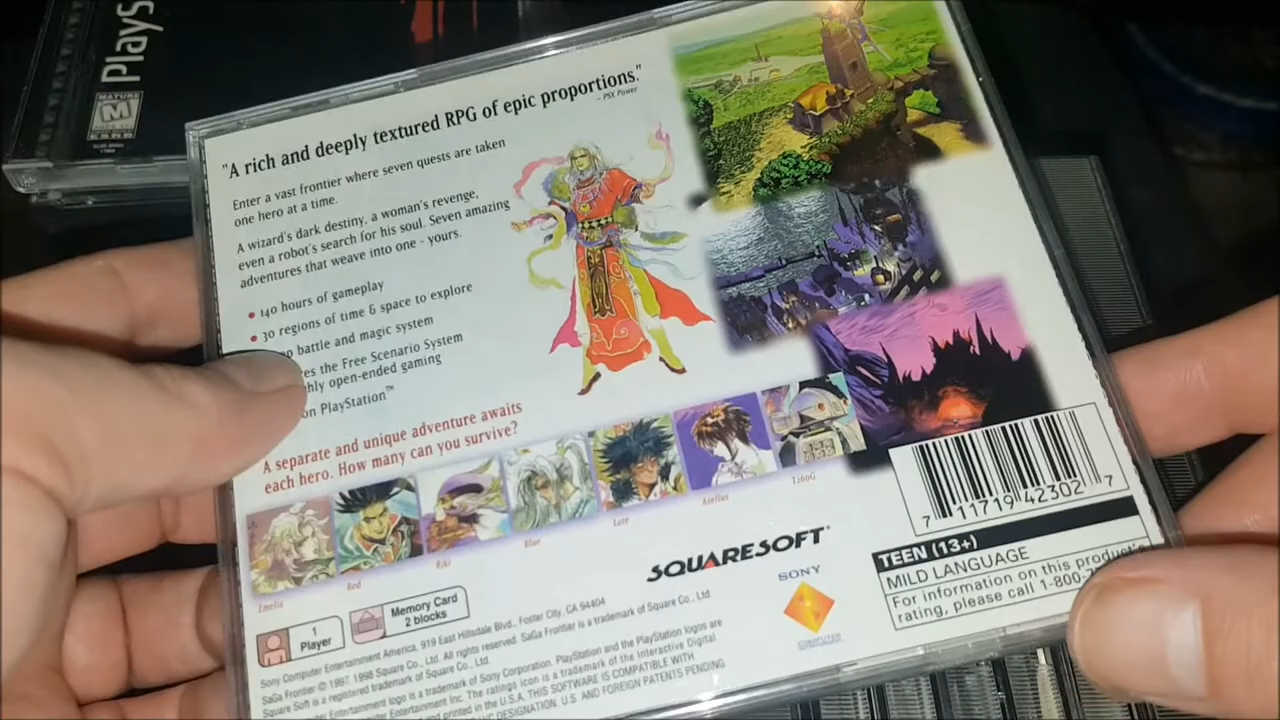 PlayS
MATURE
M
"A rich and deeply textured RPG of epic proportions."
- PSX Power
Enter a vast frontier where seven quests are taken
one hero at a time.
A wizard's dark destiny, a woman's revenge,
even a robot's search for his soul. Seven amazing
adventures that weave into one - yours.
• 140 hours of gameplay
• 30 regions of time & space to explore
battle and magic system
es the Free Scenario System
hly open-ended gaming
on PlayStation™
A separate and unique adventure awaits
each hero. How many can you survive?
Emelia
Red
Riki
Blue
Lute
Asellus
T260G
1
Player
Memory Card
2 blocks
SQUARESOFT®
SONY
COMPUTER
7 11719 42302 7
TEEN (13+)
MILD LANGUAGE
For information on this product's
rating, please call 1-800-7
Sony Computer Entertainment America, 919 East Hillsdale Blvd., Foster City, CA 94404
SaGa Frontier © 1997, 1998 Square Co., Ltd. All rights reserved. SaGa Frontier is a trademark of Square Co., Ltd.
Square Soft is a registered trademark of Square Co., Ltd.
Entertainment logo is a trademark of Sony Corporation. PlayStation and the PlayStation logos are
Entertainment Inc. The ratings icon is a trademark of the Interactive Digital
and printed in the U.S.A. THIS SOFTWARE IS COMPATIBLE WITH
DESIGNATION. U.S. AND FOREIGN PATENTS PENDING